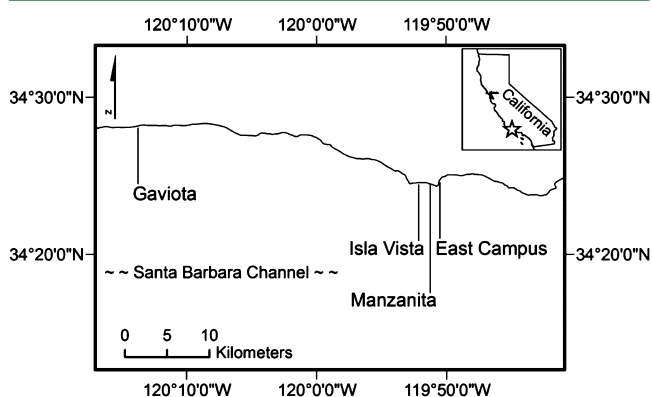 120°10'0"W 120°0'0"W 119°50'0"W
34°30'0"N 34°30'0"N
N
California
Gaviota
Isla Vista East Campus
34°20'0"N 34°20'0"N
~ ~ Santa Barbara Channel ~ ~
Manzanita
0 5 10
Kilometers
120°10'0"W 120°0'0"W 119°50'0"W